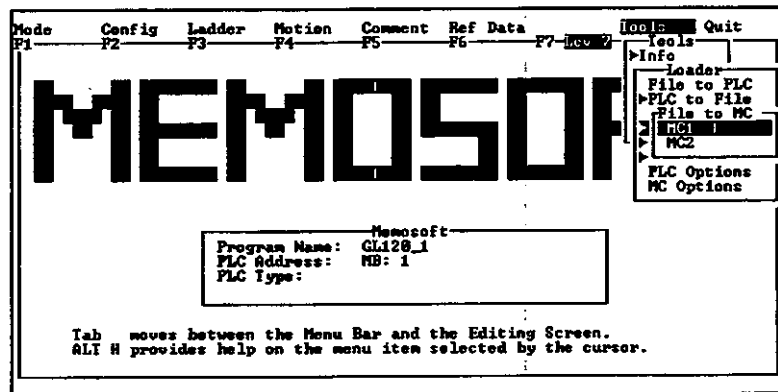 Mode Config Ladder Motion Comment Ref Data Tools Quit
F1 F2 F3 F4 F5 F6 F7-Lev 2
Tools
Info
Loader
File to PLC
PLC to File
File to MC
MC1
MC2
PLC Options
MC Options
MEMOSOF
Memosoft
Program Name: GL120_1
PLC Address: MB: 1
PLC Type:
Tab moves between the Menu Bar and the Editing Screen.
ALT H provides help on the menu item selected by the cursor.